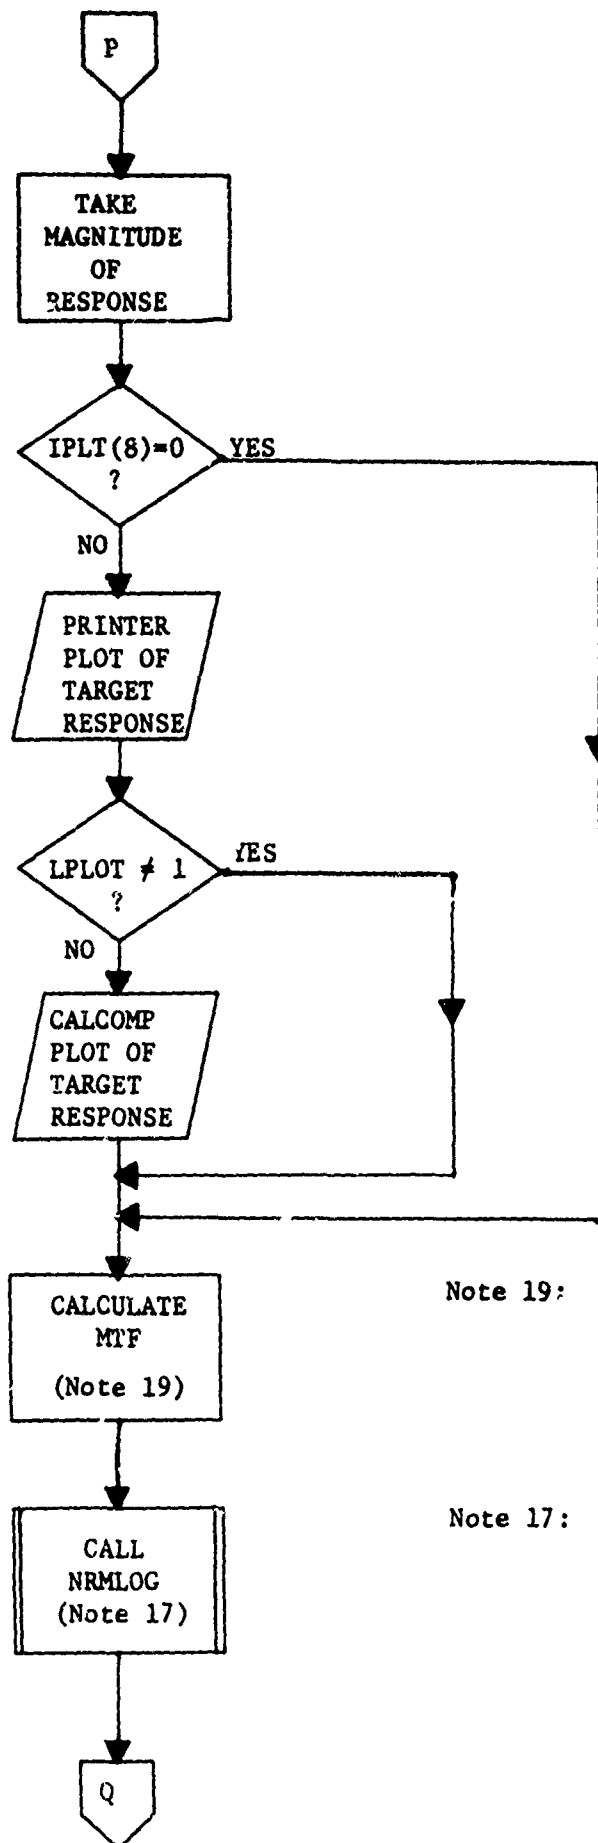 P
TAKE
MAGNITUDE
OF
RESPONSE
IPLT(8)=0
?
YES
NO
PRINTER
PLOT OF
TARGET
RESPONSE
LPLOT ≠ 1
?
YES
NO
CALCOMP
PLOT OF
TARGET
RESPONSE
CALCULATE
MTF
(Note 19)
Note 19:
CALL
NRMLOG
(Note 17)
Note 17:
Q